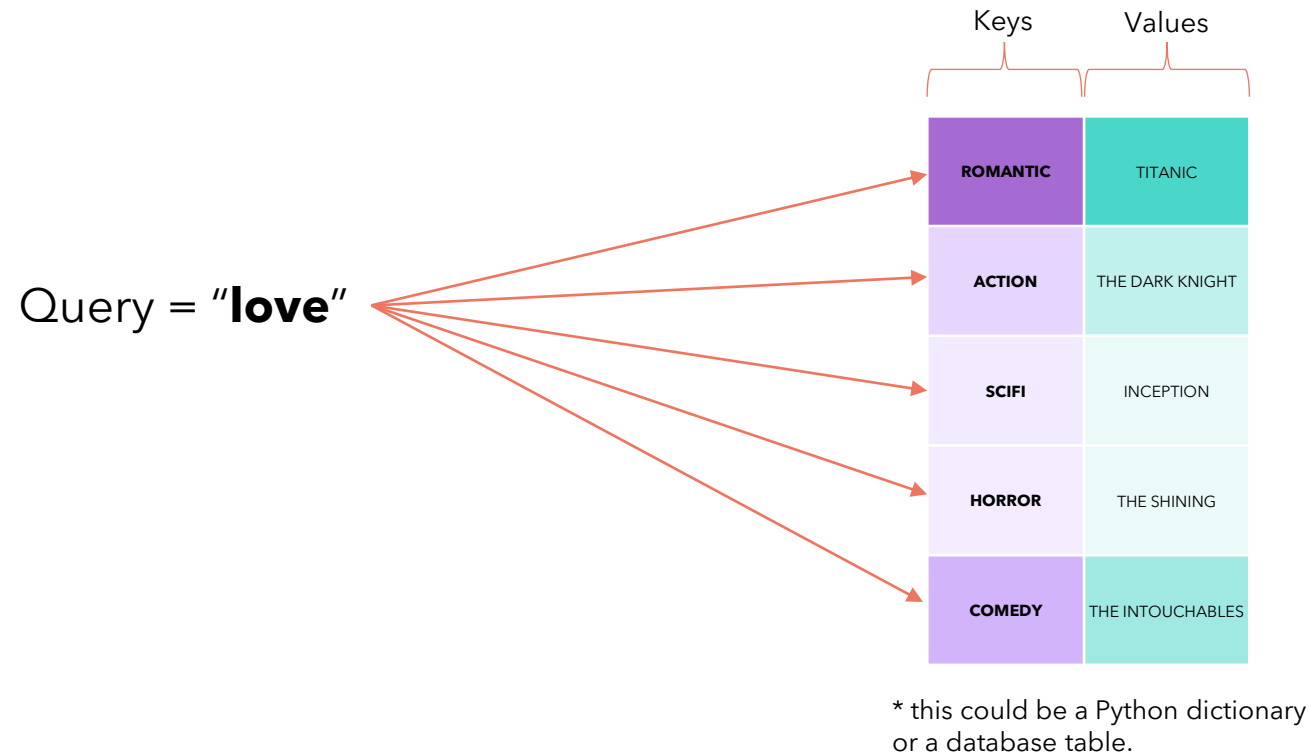 Keys Values
ROMANTIC TITANIC
ACTION THE DARK KNIGHT
Query = “love”
SCIFI INCEPTION
HORROR THE SHINING
COMEDY THE INTOUCHABLES
* this could be a Python dictionary
or a database table.